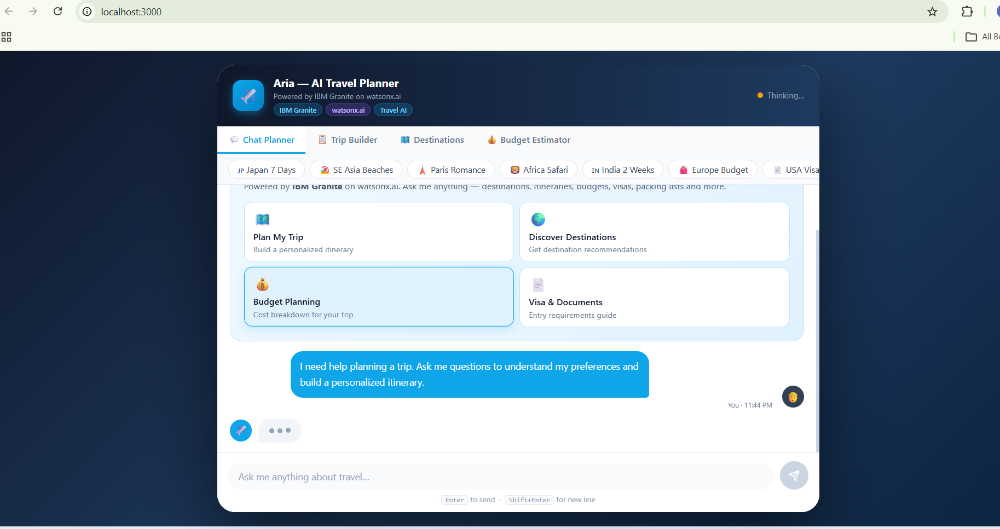 localhost:3000
All Bo
Aria — AI Travel Planner
Powered by IBM Granite on watsonx.ai
IBM Granite watsonx.ai Travel AI
Thinking...
Chat Planner Trip Builder Destinations Budget Estimator
JP Japan 7 Days SE Asia Beaches Paris Romance Africa Safari IN India 2 Weeks Europe Budget USA Visa
Powered by IBM Granite on watsonx.ai. Ask me anything — destinations, itineraries, budgets, visas, packing lists and more.
Plan My Trip
Build a personalized itinerary
Discover Destinations
Get destination recommendations
Budget Planning
Cost breakdown for your trip
Visa & Documents
Entry requirements guide
I need help planning a trip. Ask me questions to understand my preferences and
build a personalized itinerary.
You · 11:44 PM
Ask me anything about travel...
Enter to send · Shift+Enter for new line